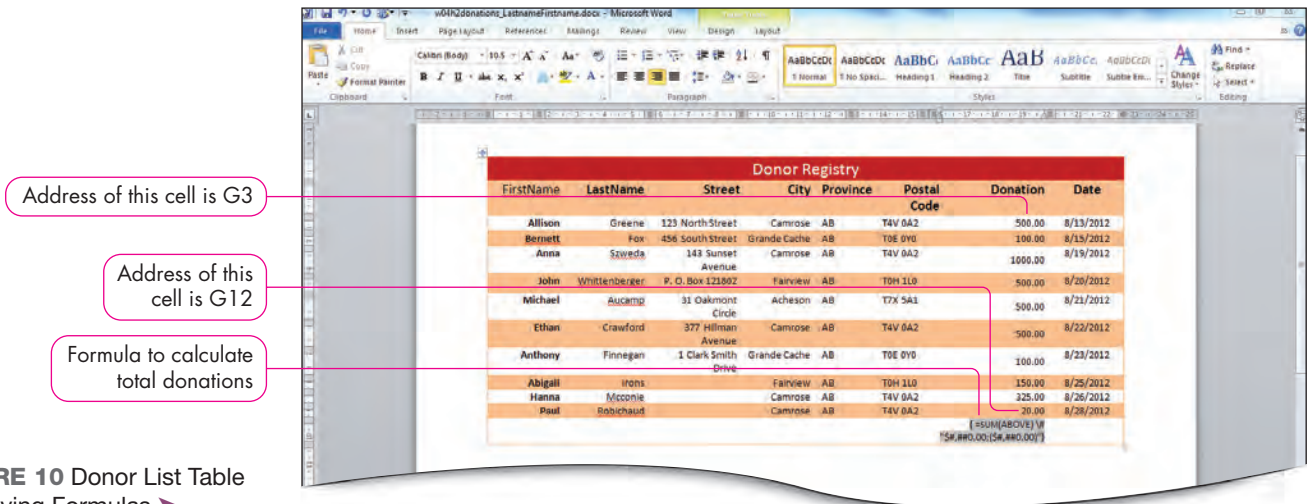 w04h2donations_LastnameFirstname.docx - Microsoft Word
File Home Insert Page Layout References Mailings Review View Design Layout
Cut
Copy
Format Painter
Paste
Clipboard
Calibri (Body) 10.5
Font
Paragraph
AaBbCcDc AaBbCcDc AaBbC AaBbCc AaB AaBbCc AaBbCcDc
¶ Normal ¶ No Spaci... Heading 1 Heading 2 Title Subtitle Subtle Em...
Change Styles
Styles
Find
Replace
Select
Editing
Donor Registry
FirstName LastName Street City Province Postal Code Donation Date
Allison Greene 123 North Street Camrose AB T4V 0A2 500.00 8/13/2012
Bernett Fox 456 South Street Grande Cache AB T0E 0Y0 100.00 8/15/2012
Anna Szweda 143 Sunset Avenue Camrose AB T4V 0A2 1000.00 8/19/2012
John Whittenberger P. O. Box 121802 Fairview AB T0H 1L0 500.00 8/20/2012
Michael Aucamp 31 Oakmont Circle Acheson AB T7X 5A1 500.00 8/21/2012
Ethan Crawford 377 Hillman Avenue Camrose AB T4V 0A2 500.00 8/22/2012
Anthony Finnegan 1 Clark Smith Drive Grande Cache AB T0E 0Y0 100.00 8/23/2012
Abigail Irons Fairview AB T0H 1L0 150.00 8/25/2012
Hanna Mcconie Camrose AB T4V 0A2 325.00 8/26/2012
Paul Robichaud Camrose AB T4V 0A2 20.00 8/28/2012
{ =SUM(ABOVE) \#
"$#,##0.00;($#,##0.00)"}
Address of this cell is G3
Address of this
cell is G12
Formula to calculate
total donations
RE 10 Donor List Table